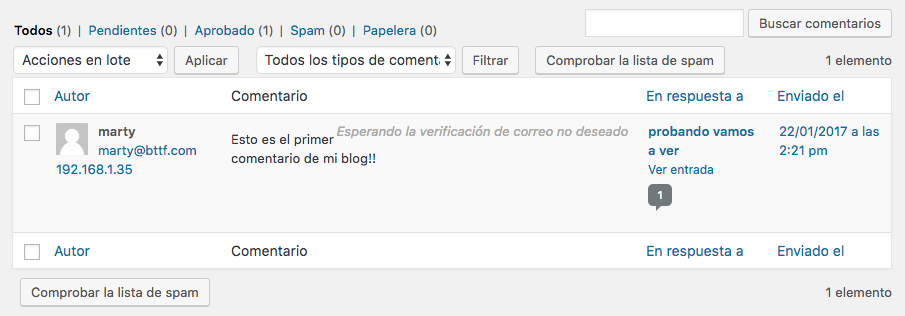 Todos (1) | Pendientes (0) | Aprobado (1) | Spam (0) | Papelera (0)
Buscar comentarios
Acciones en lote Aplicar Todos los tipos de coment Filtrar Comprobar la lista de spam 1 elemento
Autor Comentario En respuesta a Enviado el
marty
marty@bttf.com
192.168.1.35
Esperando la verificación de correo no deseado
Esto es el primer
comentario de mi blog!!
probando vamos
a ver
Ver entrada
1
22/01/2017 a las
2:21 pm
Autor Comentario En respuesta a Enviado el
Comprobar la lista de spam 1 elemento